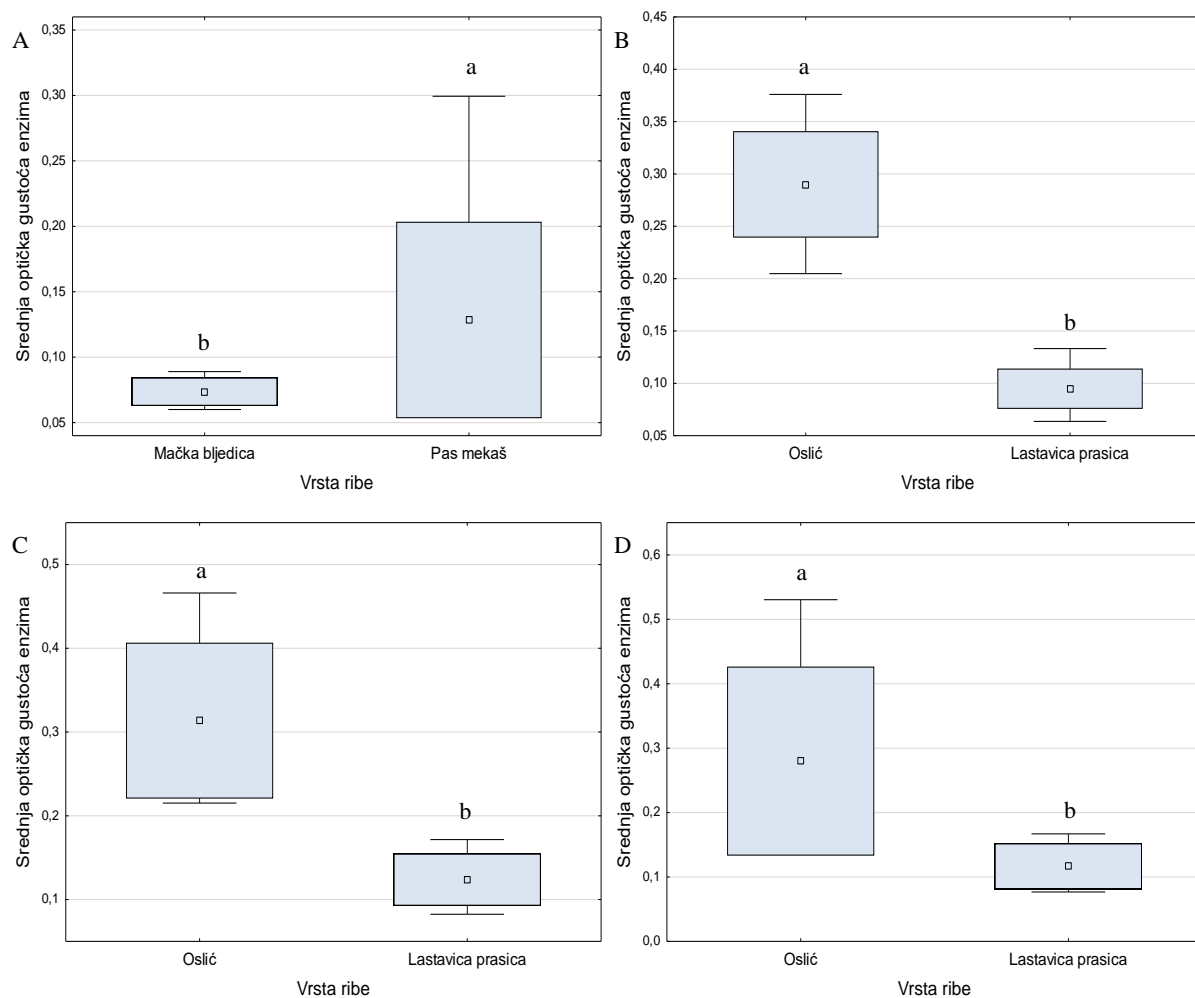 A
Srednja optička gustoća enzima
0,35
0,30
0,25
0,20
0,15
0,10
0,05
b
a
Mačka bljedica
Pas mekaš
Vrsta ribe
B
Srednja optička gustoća enzima
0,45
0,40
0,35
0,30
0,25
0,20
0,15
0,10
0,05
a
b
Oslić
Lastavica prasica
Vrsta ribe
C
Srednja optička gustoća enzima
0,5
0,4
0,3
0,2
0,1
a
b
Oslić
Lastavica prasica
Vrsta ribe
D
Srednja optička gustoća enzima
0,6
0,5
0,4
0,3
0,2
0,1
0,0
a
b
Oslić
Lastavica prasica
Vrsta ribe